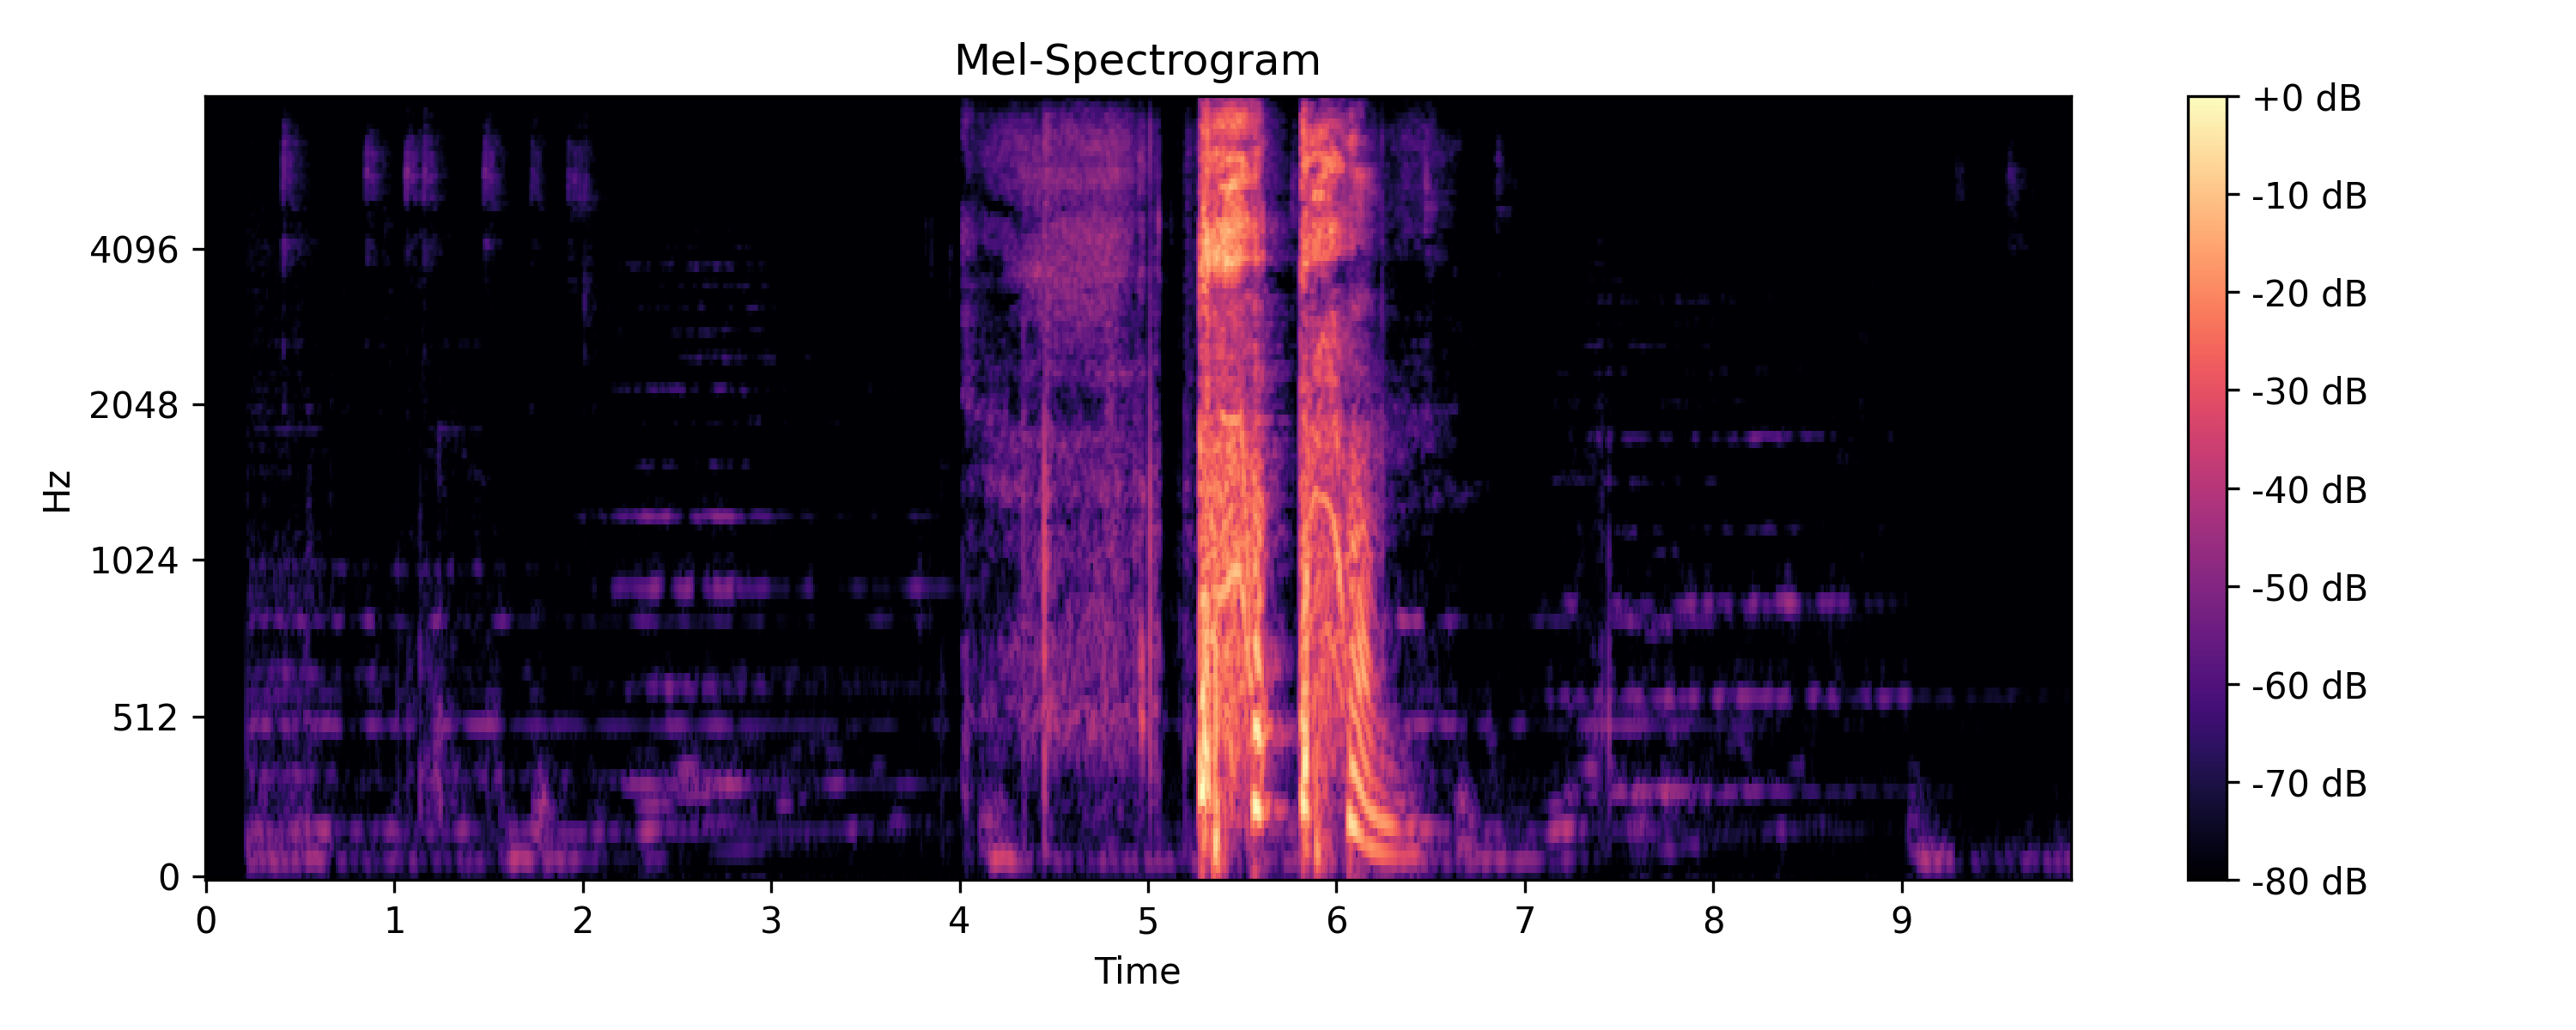 Mel-Spectrogram
+0 dB
-10 dB
-20 dB
-30 dB
-40 dB
-50 dB
-60 dB
-70 dB
-80 dB
4096
2048
1024
512
0
Hz
0 1 2 3 4 5 6 7 8 9
Time